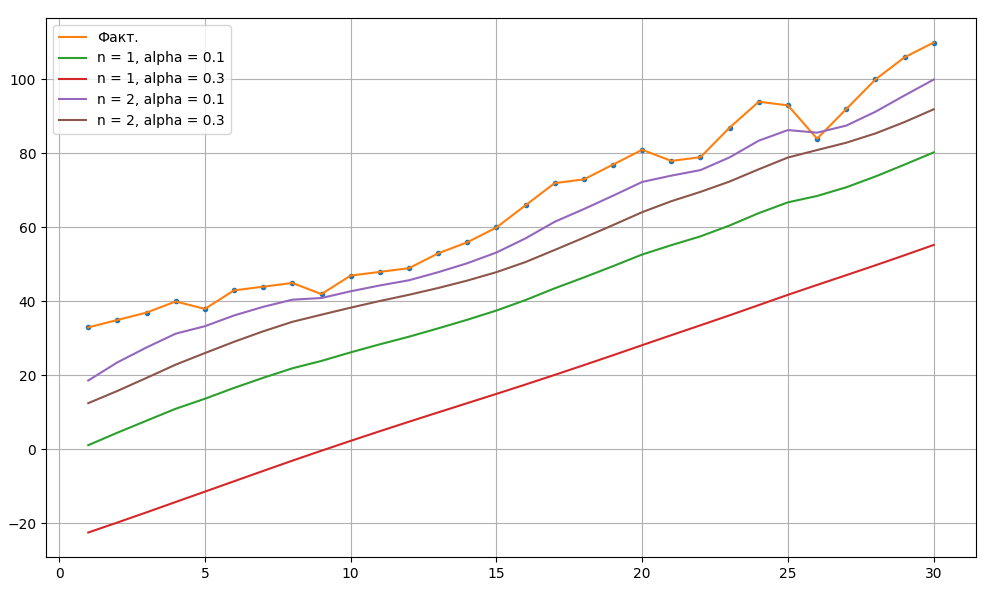 Факт.
n = 1, alpha = 0.1
n = 1, alpha = 0.3
n = 2, alpha = 0.1
n = 2, alpha = 0.3
100
80
60
40
20
0
−20
0 5 10 15 20 25 30